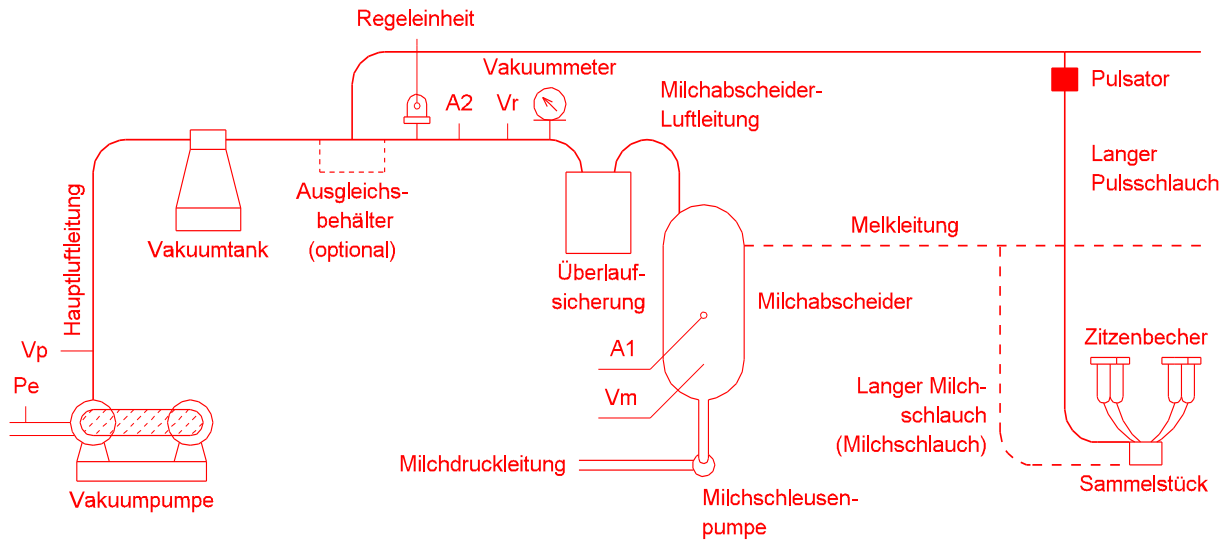 Regeleinheit
Vakuummeter
A2
Vr
Milchabscheider-
Luftleitung
Pulsator
Langer
Pulsschlauch
Ausgleichs-
behälter
(optional)
Vakuumtank
Hauptluftleitung
Überlauf-
sicherung
Melkleitung
Milchabscheider
A1
Vm
Vp
Pe
Zitzenbecher
Langer Milch-
schlauch
(Milchschlauch)
Milchdruckleitung
Vakuumpumpe
Milchschleusen-
pumpe
Sammelstück